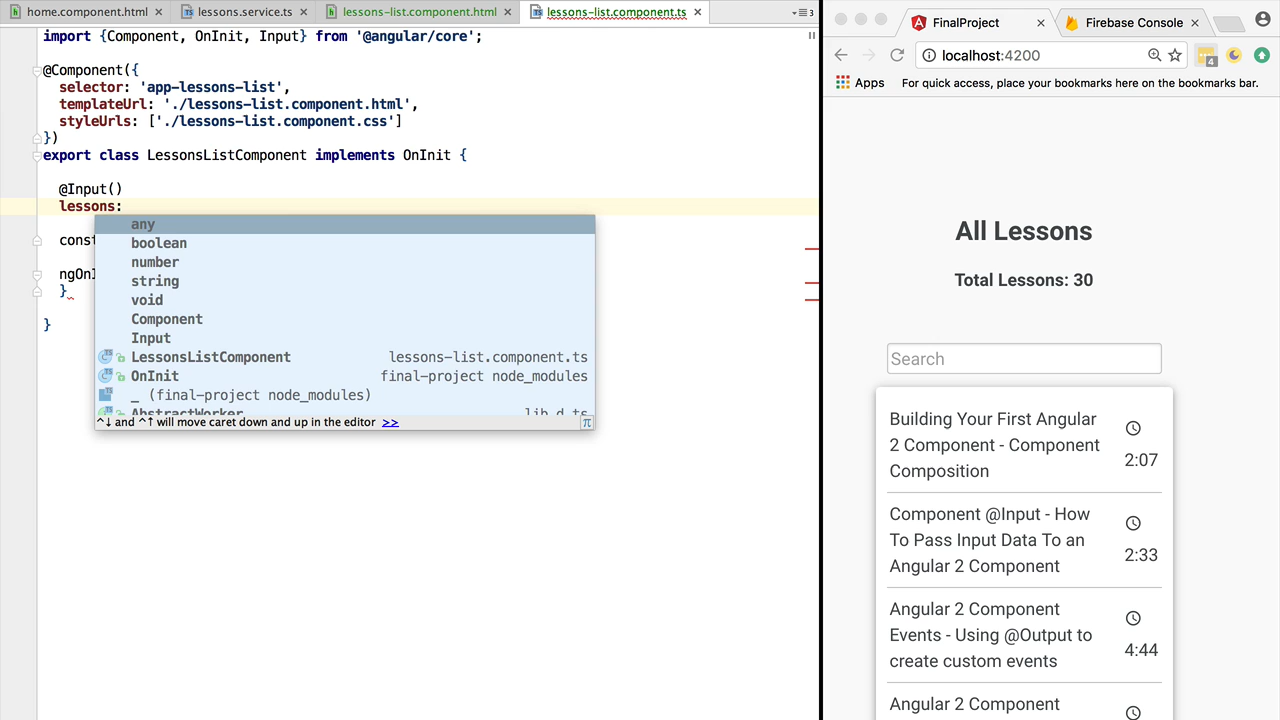 home.component.html
lessons.service.ts
lessons-list.component.html
lessons-list.component.ts
import {Component, OnInit, Input} from '@angular/core';
@Component({
selector: 'app-lessons-list',
templateUrl: './lessons-list.component.html',
styleUrls: ['./lessons-list.component.css']
})
export class LessonsListComponent implements OnInit {
@Input()
lessons:
const
ngOnI
}
}
any
boolean
number
string
void
Component
Input
LessonsListComponent lessons-list.component.ts
OnInit final-project node_modules
_ (final-project node_modules)
AbstractWorker lib.d.ts
^↓ and ^↑ will move caret down and up in the editor >>
π
FinalProject
Firebase Console
localhost:4200
4
Apps For quick access, place your bookmarks here on the bookmarks bar.
All Lessons
Total Lessons: 30
Search
Building Your First Angular
2 Component - Component
Composition
2:07
Component @Input - How
To Pass Input Data To an
Angular 2 Component
2:33
Angular 2 Component
Events - Using @Output to
create custom events
4:44
Angular 2 Component